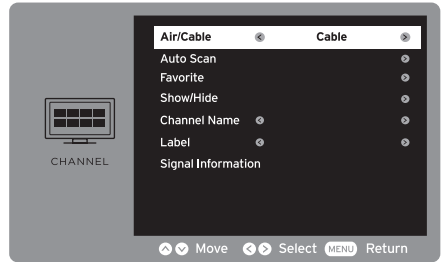 Air/Cable Cable
Auto Scan
Favorite
Show/Hide
Channel Name
Label
Signal Information
CHANNEL
Move Select MENU Return